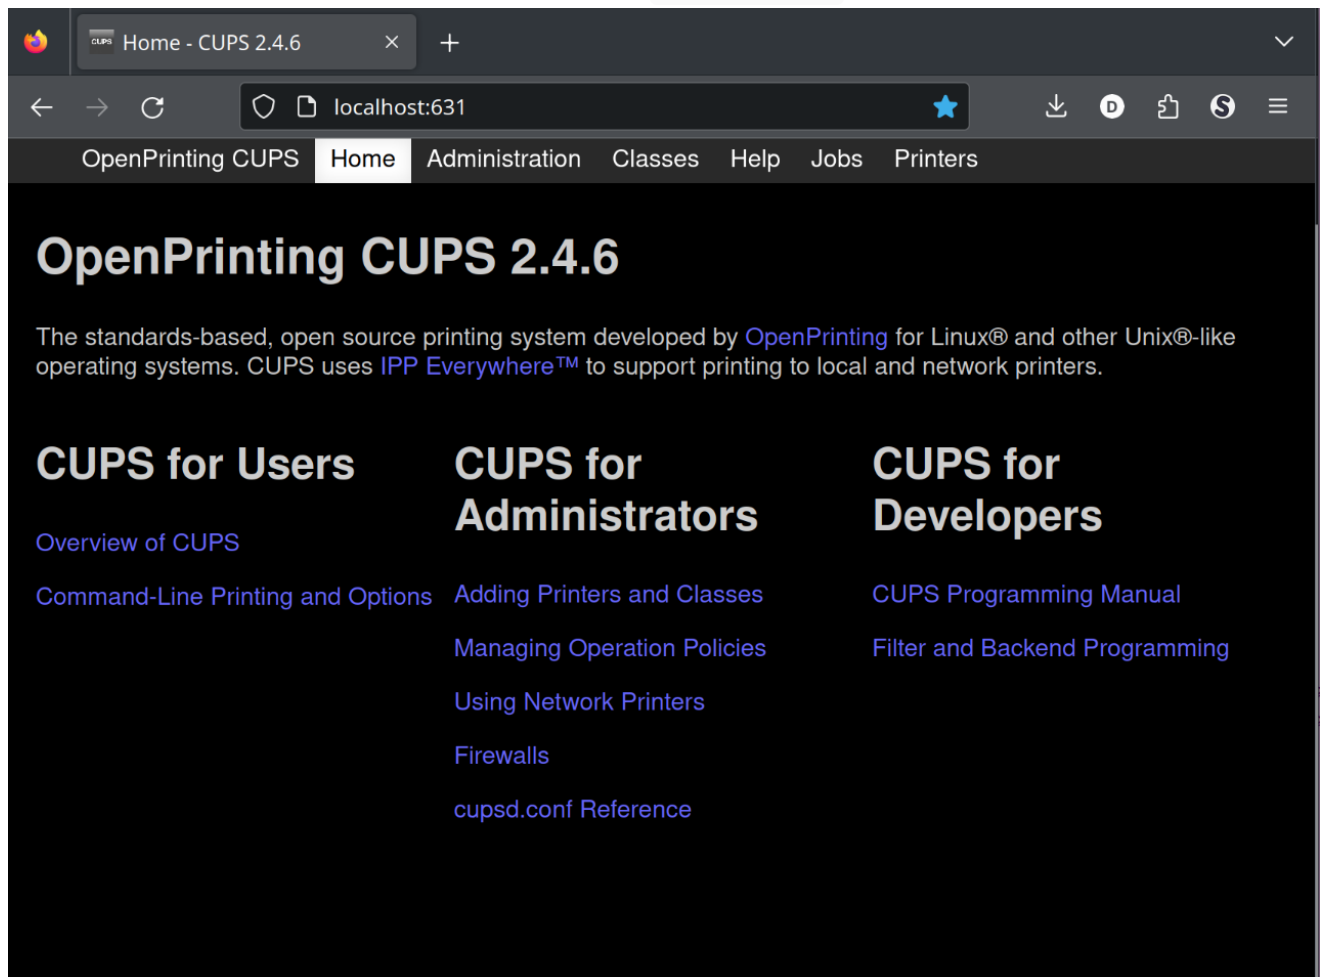 CUPS Home - CUPS 2.4.6
localhost:631
D S
OpenPrinting CUPS Home Administration Classes Help Jobs Printers
OpenPrinting CUPS 2.4.6
The standards-based, open source printing system developed by OpenPrinting for Linux® and other Unix®-like
operating systems. CUPS uses IPP Everywhere™ to support printing to local and network printers.
CUPS for Users
Overview of CUPS
Command-Line Printing and Options
CUPS for
Administrators
Adding Printers and Classes
Managing Operation Policies
Using Network Printers
Firewalls
cupsd.conf Reference
CUPS for
Developers
CUPS Programming Manual
Filter and Backend Programming